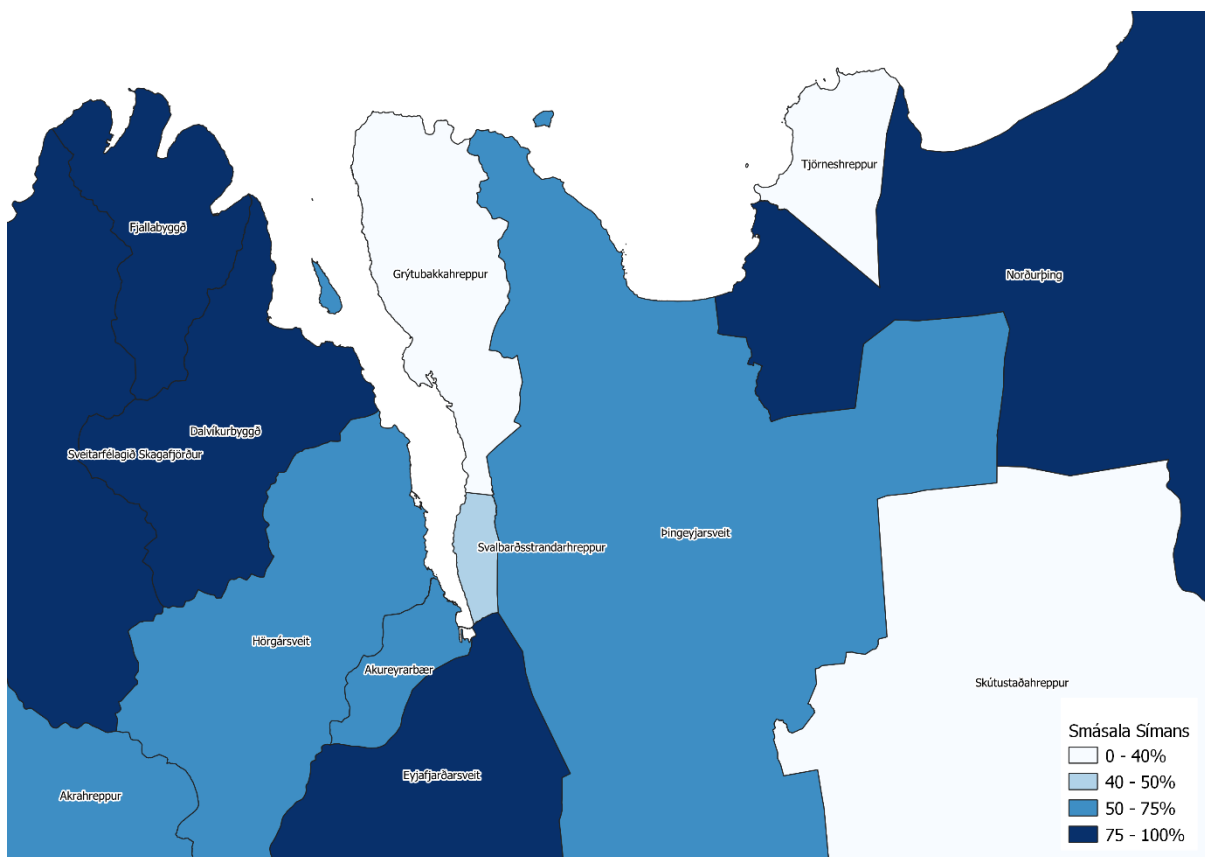 Tjörneshreppur
Fjallabyggð
Grýtubakkahreppur
Norðurþing
Dalvíkurbyggð
Sveitarfélagið Skagafjörður
Þingeyjarsveit
Svalbarðsstrandarhreppur
Hörgársveit
Akureyrarbær
Skútustaðahreppur
Eyjafjarðarsveit
Akrahreppur
Smásala Símans
0 - 40%
40 - 50%
50 - 75%
75 - 100%